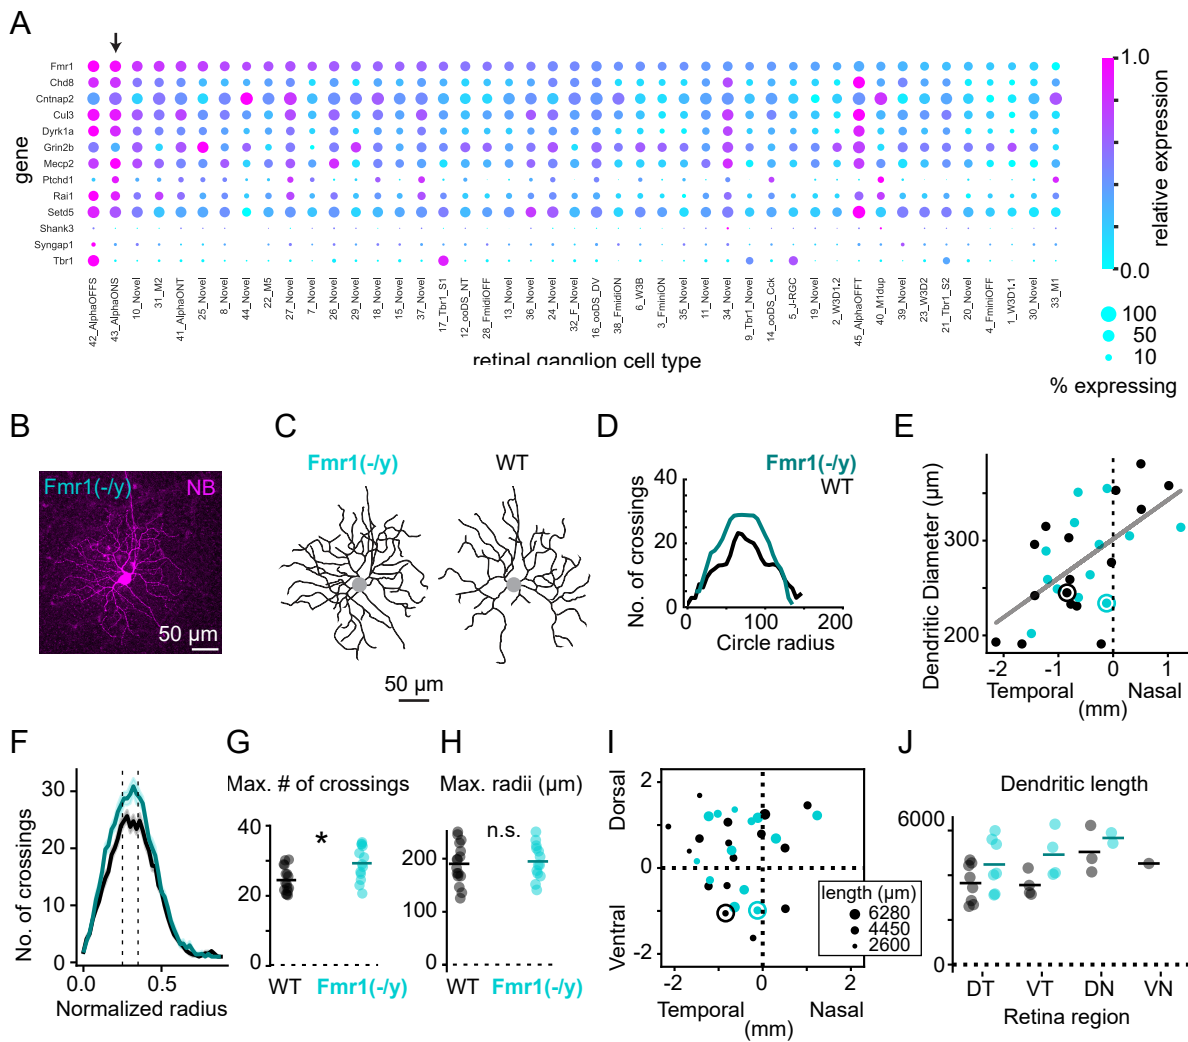 A
Fmr1
Chd8
Cntnap2
Cul3
Dyrk1a
Grin2b
Mecp2
Ptchd1
Rai1
Setd5
Shank3
Syngap1
Tbr1
gene
42_AlphaOFFS
43_AlphaONS
10_Novel
31_M2
41_AlphaONT
25_Novel
8_Novel
44_Novel
22_M5
27_Novel
7_Novel
26_Novel
29_Novel
18_Novel
15_Novel
37_Novel
17_Tbr1_S1
12_ooDS_NT
28_FmidiOFF
13_Novel
36_Novel
24_Novel
32_F_Novel
16_ooDS_DV
38_FmidiON
6_W3B
3_FminiON
35_Novel
11_Novel
34_Novel
9_Tbr1_Novel
14_ooDS_Cck
5_J-RGC
19_Novel
2_W3D1.2
45_AlphaOFFT
40_M1dup
39_Novel
23_W3D2
21_Tbr1_S2
20_Novel
4_FminiOFF
1_W3D1.1
30_Novel
33_M1
retinal ganglion cell type
1.0
0.0
relative expression
100
50
10
% expressing
B
Fmr1(-/y)
NB
50 µm
C
Fmr1(-/y)
WT
50 µm
D
Fmr1(-/y)
WT
No. of crossings
40
20
0
0
100
200
Circle radius
E
Dendritic Diameter (µm)
300
200
-2
-1
0
1
Temporal
Nasal
(mm)
F
No. of crossings
30
20
10
0
0.0
0.5
Normalized radius
G
Max. # of crossings
40
20
0
*
WT
Fmr1(-/y)
H
Max. radii (µm)
n.s.
200
100
0
WT
Fmr1(-/y)
I
Dorsal
Ventral
2
0
-2
-2
0
2
Temporal
Nasal
(mm)
length (µm)
6280
4450
2600
J
Dendritic length
6000
0
DT
VT
DN
VN
Retina region